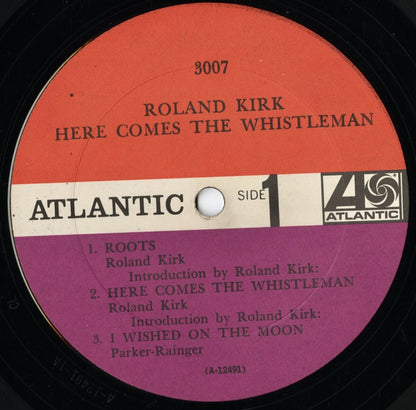 3007
ROLAND KIRK
HERE COMES THE WHISTLEMAN
ATLANTIC
SIDE 1
ATLANTIC
1. ROOTS
Roland Kirk
Introduction by Roland Kirk:
2. HERE COMES THE WHISTLEMAN
Roland Kirk
Introduction by Roland Kirk:
3. I WISHED ON THE MOON
Parker-Rainger
(A-12491)